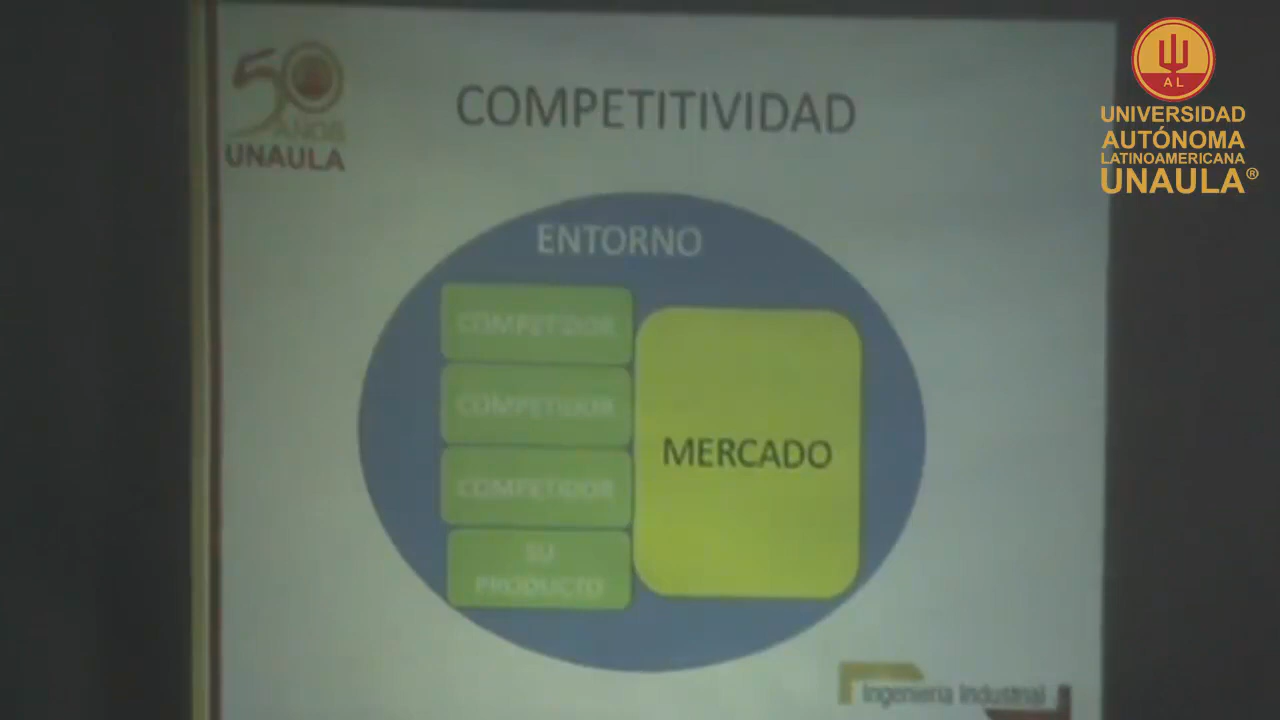 50
AÑOS
UNAULA
COMPETITIVIDAD
ENTORNO
COMPETIDOR
COMPETIDOR
COMPETIDOR
SU
PRODUCTO
MERCADO
Ingeniería Industrial
AL
UNIVERSIDAD
AUTÓNOMA
LATINOAMERICANA
UNAULA®